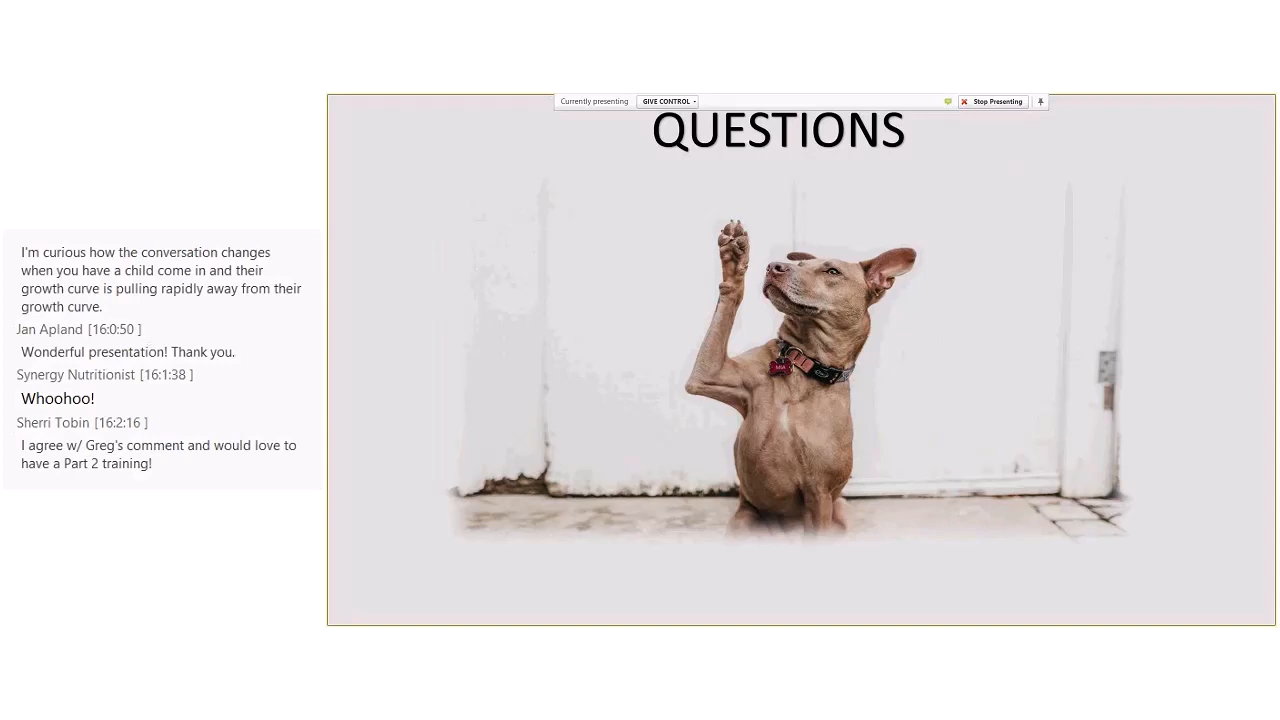 I'm curious how the conversation changes
when you have a child come in and their
growth curve is pulling rapidly away from their
growth curve.
Jan Apland [16:0:50 ]
Wonderful presentation! Thank you.
Synergy Nutritionist [16:1:38 ]
Whoohoo!
Sherri Tobin [16:2:16 ]
I agree w/ Greg's comment and would love to
have a Part 2 training!
Currently presenting GIVE CONTROL Stop Presenting
QUESTIONS
MIA